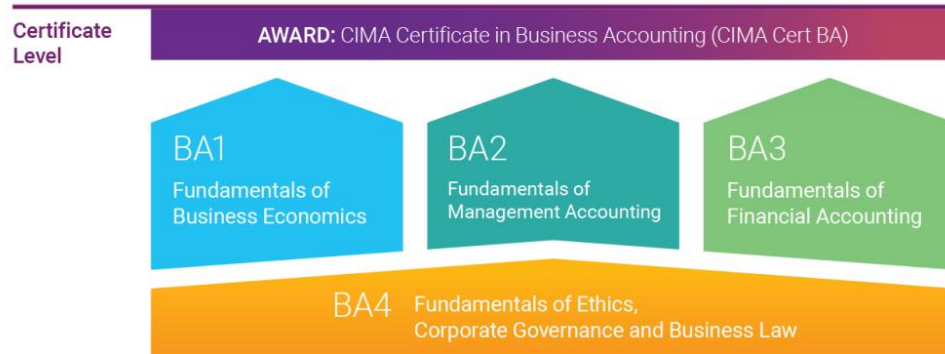 Certificate
Level
AWARD: CIMA Certificate in Business Accounting (CIMA Cert BA)
BA1
Fundamentals of
Business Economics
BA2
Fundamentals of
Management Accounting
BA3
Fundamentals of
Financial Accounting
BA4
Fundamentals of Ethics,
Corporate Governance and Business Law